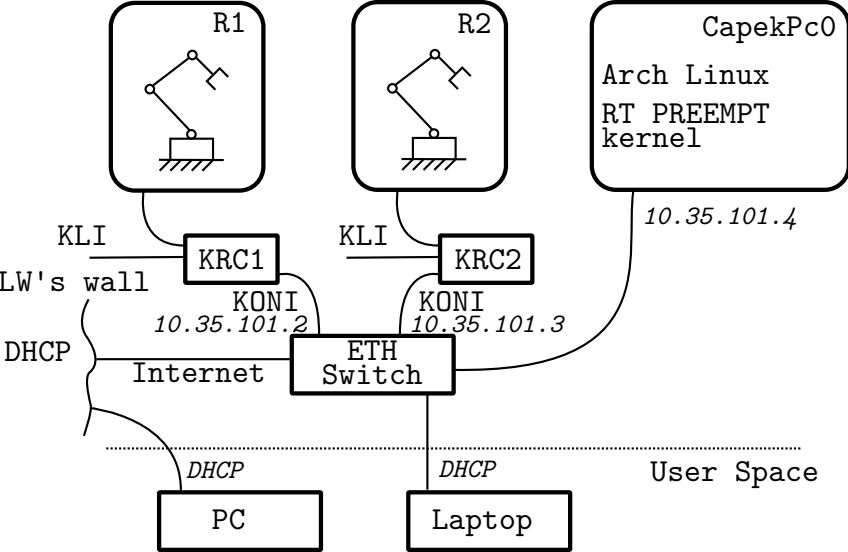 R1
R2
CapekPc0
Arch Linux
RT PREEMPT
kernel
10.35.101.4
KLI
KRC1
KLI
KRC2
LW's wall
KONI
10.35.101.2
KONI
10.35.101.3
DHCP
Internet
ETH
Switch
DHCP
DHCP
User Space
PC
Laptop